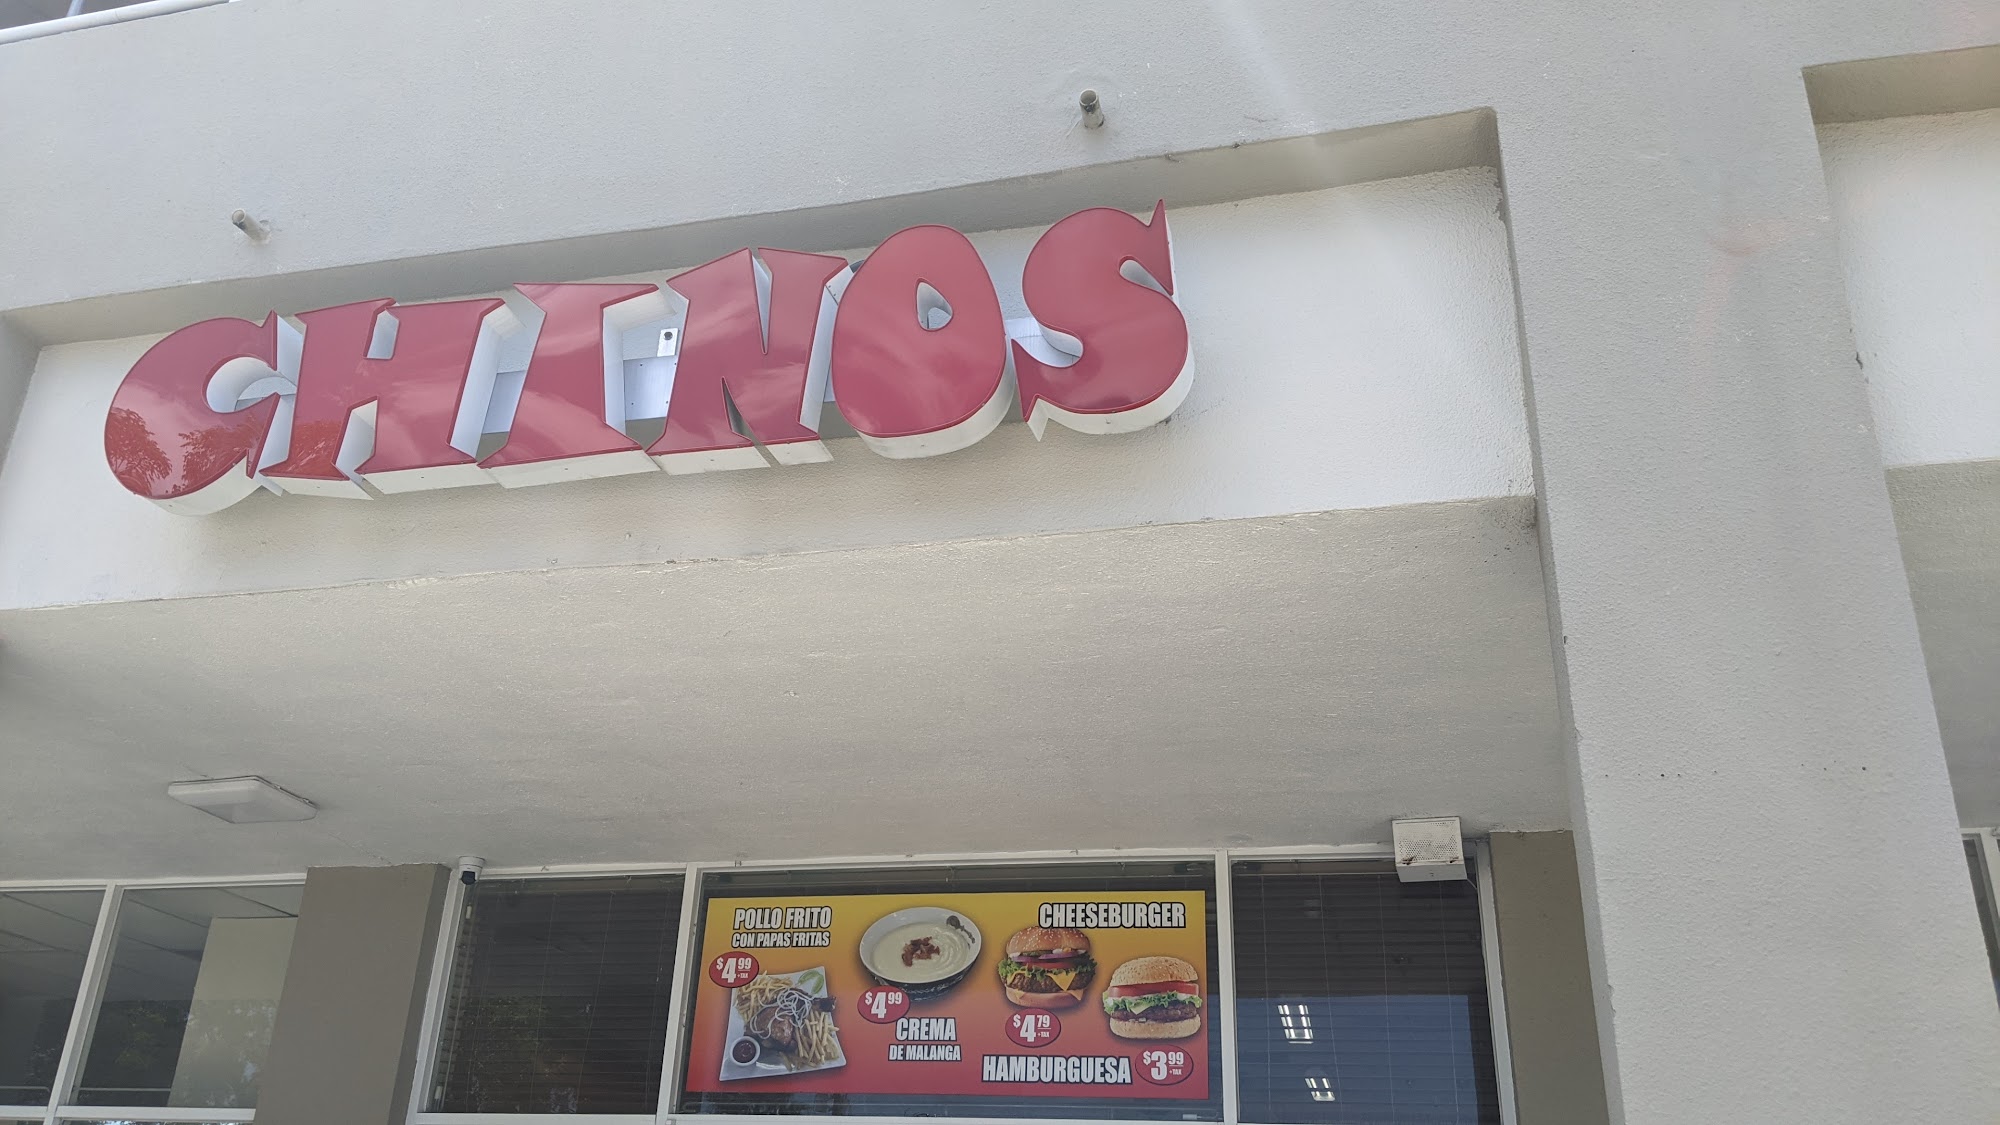 CHINOS
POLLO FRITO
CON PAPAS FRITAS
$4.99
+TAX
$4.99
CREMA
DE MALANGA
CHEESEBURGER
$4.79
+TAX
HAMBURGUESA
$3.99
+TAX